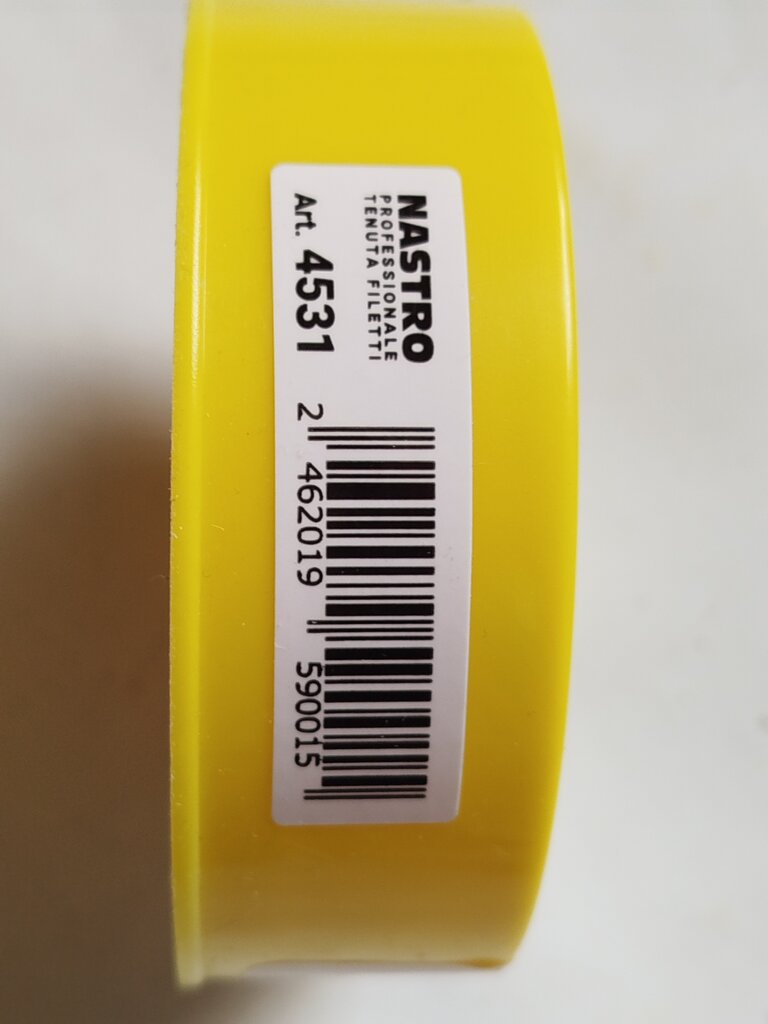 NASTRO
PROFESSIONALE
TENUTA FILETTI
Art. 4531
2 462019 590015